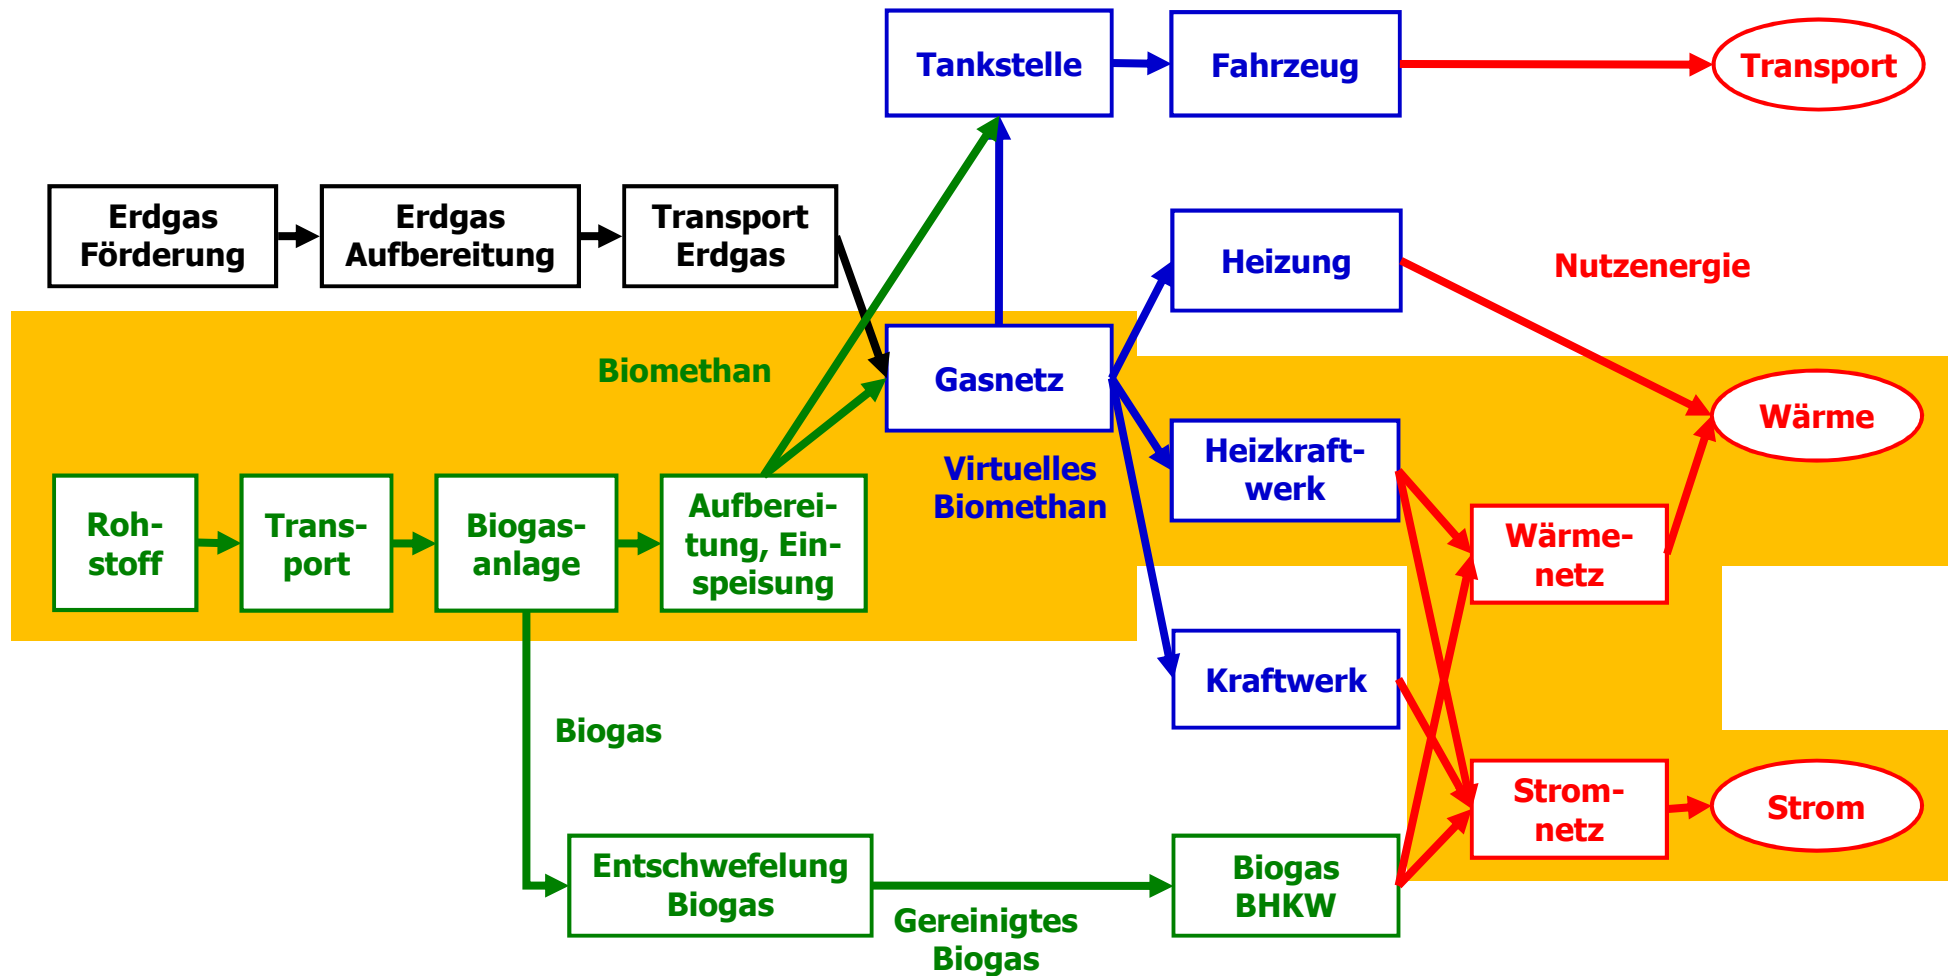 Tankstelle
Fahrzeug
Transport
Erdgas
Förderung
Erdgas
Aufbereitung
Transport
Erdgas
Heizung
Nutzenergie
Biomethan
Gasnetz
Wärme
Virtuelles
Biomethan
Heizkraft-
werk
Roh-
stoff
Trans-
port
Biogas-
anlage
Aufberei-
tung, Ein-
speisung
Wärme-
netz
Kraftwerk
Biogas
Strom-
netz
Strom
Entschwefelung
Biogas
Gereinigtes
Biogas
Biogas
BHKW